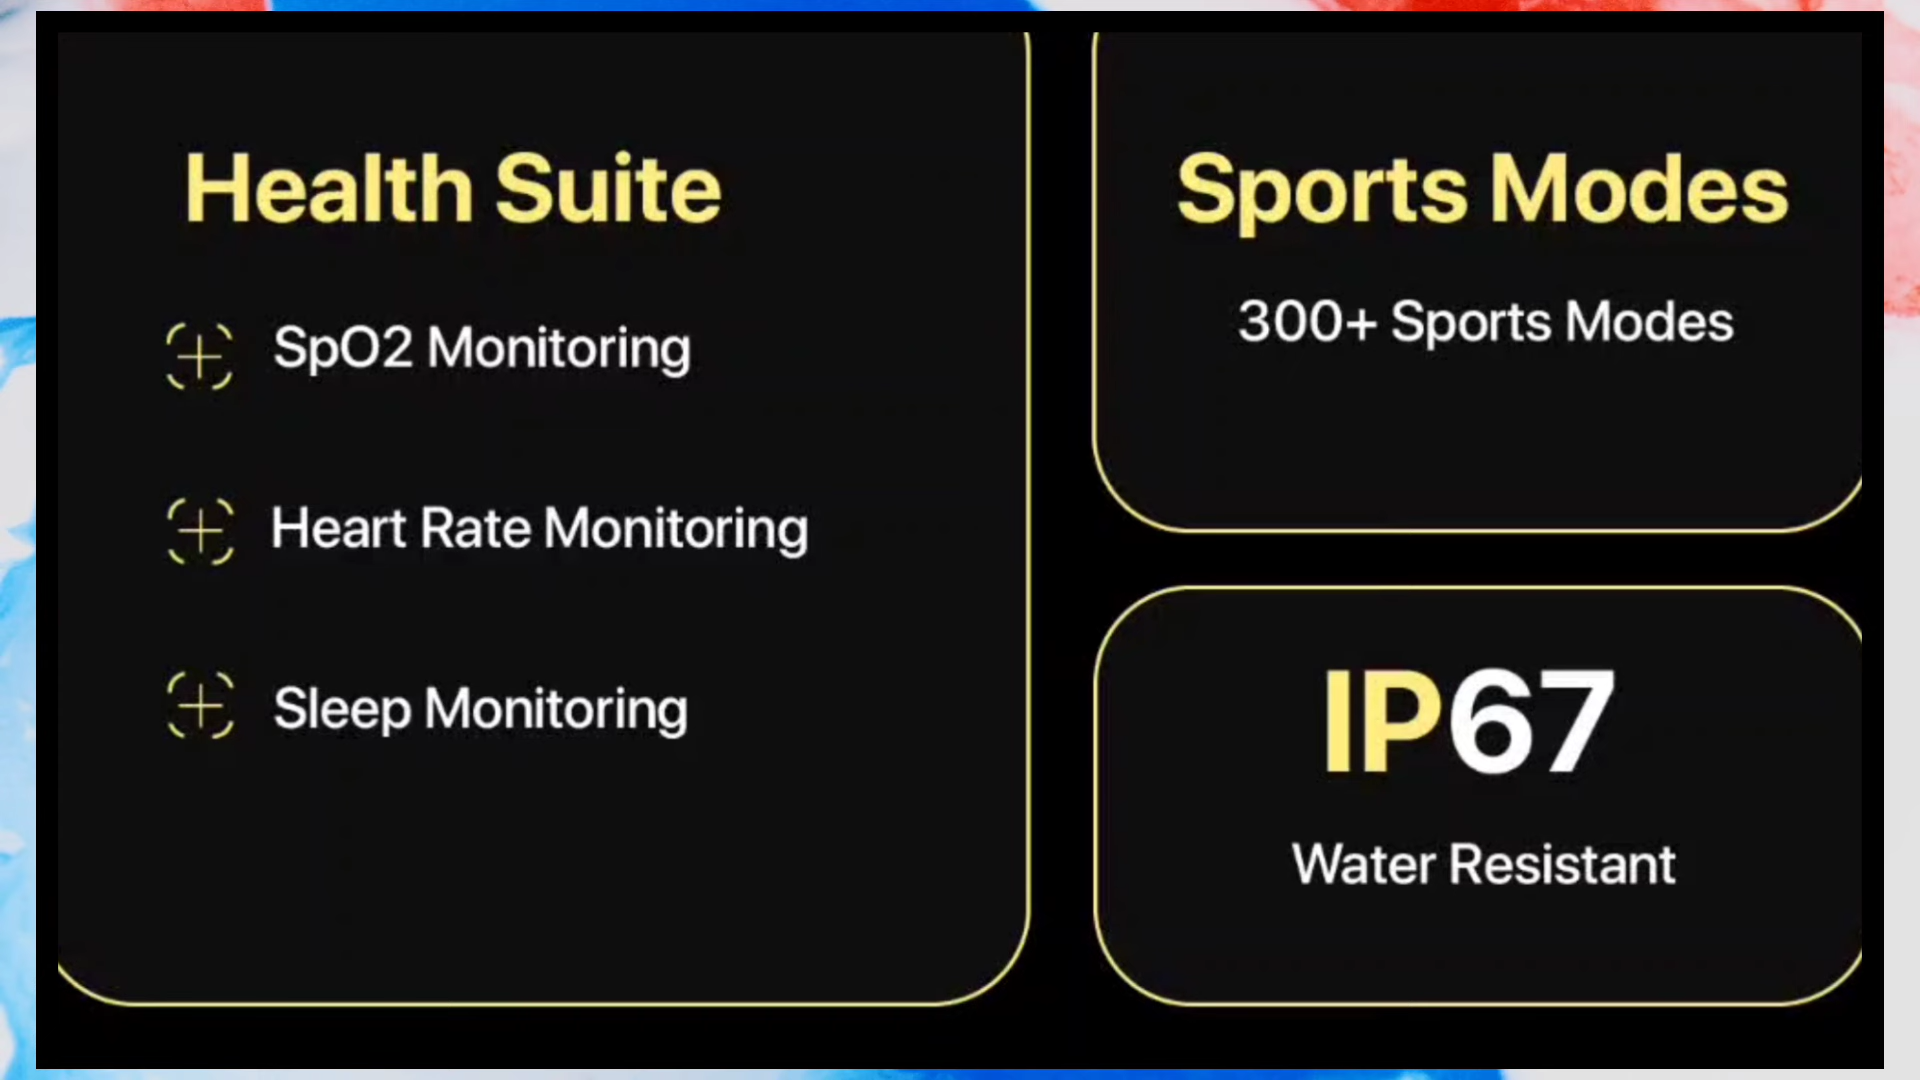 Health Suite
SpO2 Monitoring
Heart Rate Monitoring
Sleep Monitoring
Sports Modes
300+ Sports Modes
IP67
Water Resistant